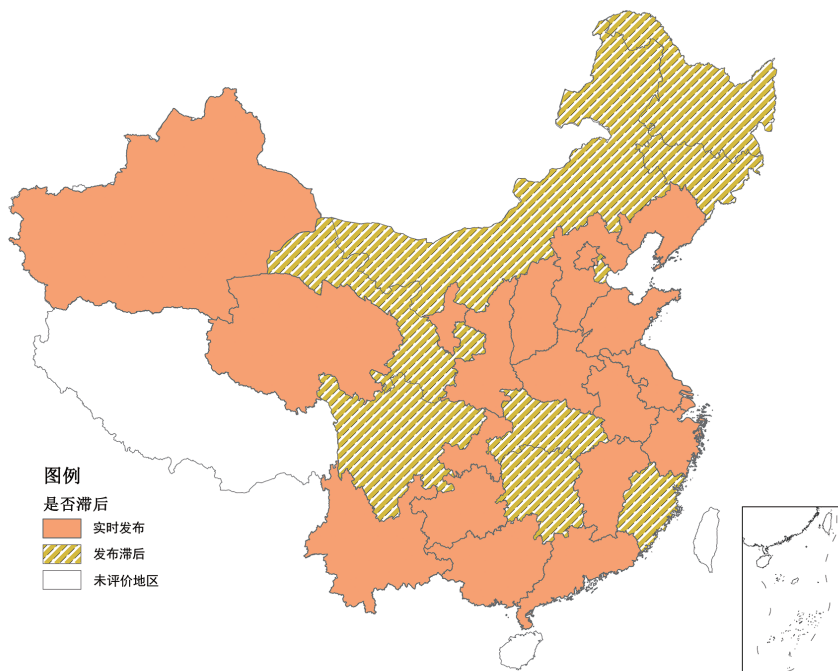 图例
是否滞后
实时发布
发布滞后
未评价地区